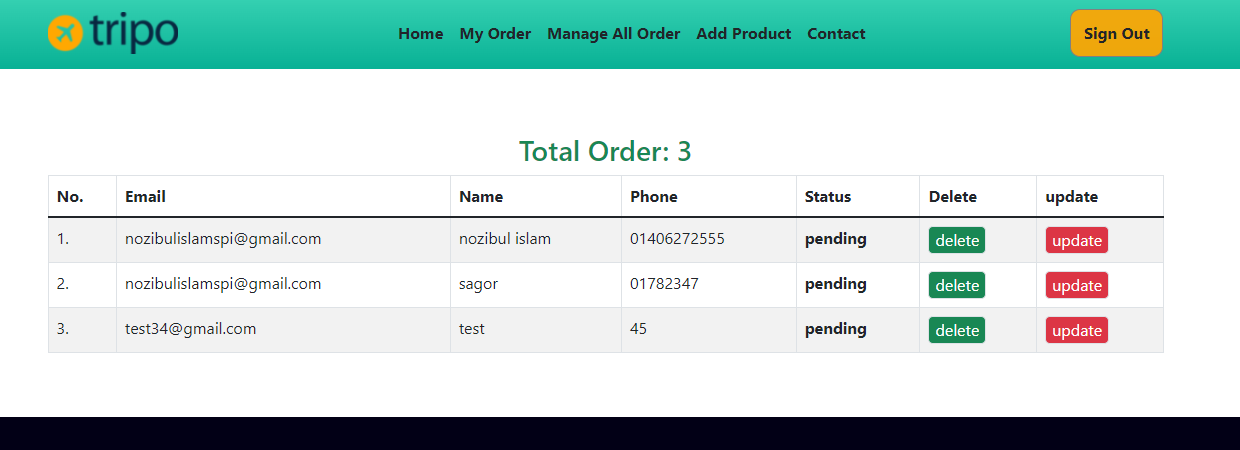 tripo
Home My Order Manage All Order Add Product Contact
Sign Out
Total Order: 3
No. Email Name Phone Status Delete update
1. nozibulislamspi@gmail.com nozibul islam 01406272555 pending delete update
2. nozibulislamspi@gmail.com sagor 01782347 pending delete update
3. test34@gmail.com test 45 pending delete update